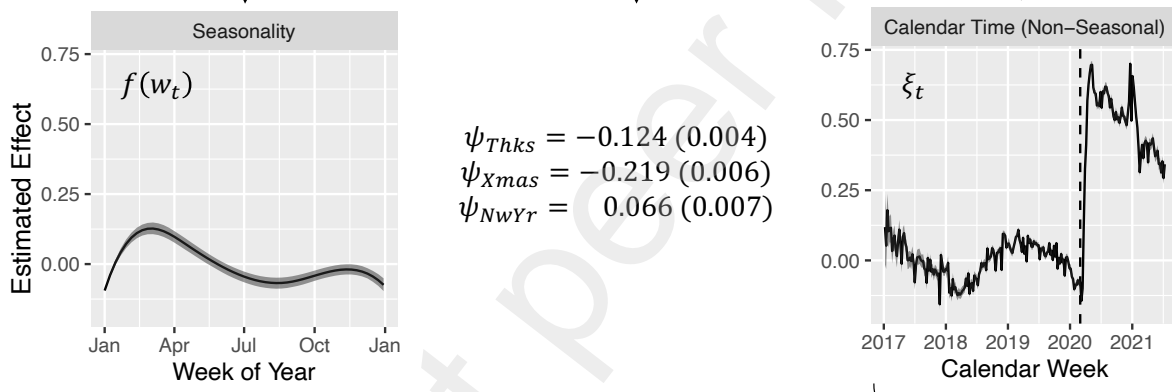 Seasonality
f(w_t)
0.75
0.50
0.25
0.00
Estimated Effect
Jan Apr Jul Oct Jan
Week of Year
ψ_Thks = −0.124 (0.004)
ψ_Xmas = −0.219 (0.006)
ψ_NwYr = 0.066 (0.007)
Calendar Time (Non−Seasonal)
ξ_t
0.75
0.50
0.25
0.00
2017 2018 2019 2020 2021
Calendar Week
t peer